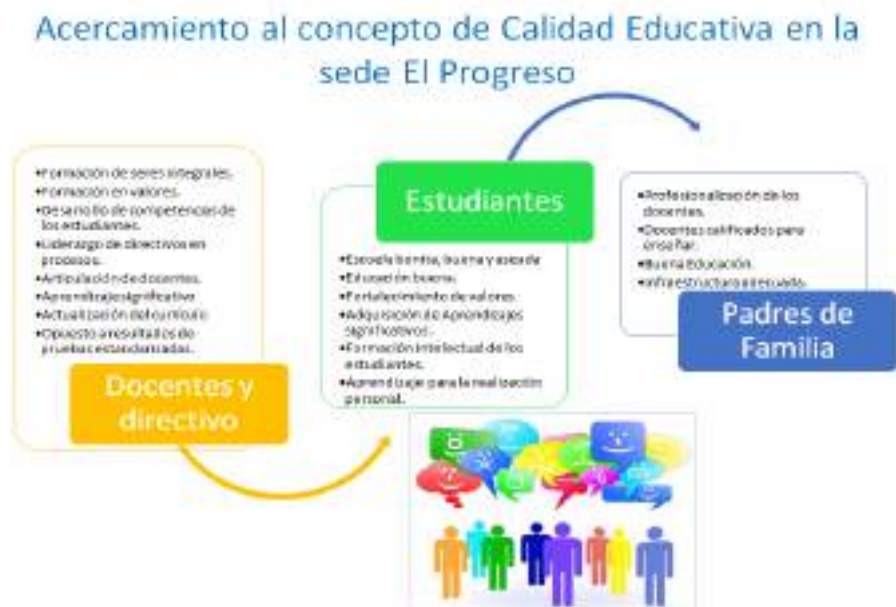 Acercamiento al concepto de Calidad Educativa en la
sede El Progreso
•Formación de seres integrales.
•Formación en valores.
•Desarrollo de competencias de
los estudiantes.
•Liderazgo de directivos en
procesos.
•Articulación de docentes.
•Aprendizaje significativo
•Actualización del currículo
•Opuesto a resultados de
pruebas estandarizadas.
Docentes y
directivo
Estudiantes
•Escuela bonita, buena y aseada
•Educación buena.
•Fortalecimiento de valores.
•Adquisición de Aprendizajes
significativos.
•Formación intelectual de los
estudiantes.
•Aprendizaje para la realización
personal.
•Profesionalización de los
docentes.
•Docentes calificados para
enseñar.
•Buena Educación.
•Infraestructura adecuada.
Padres de
Familia